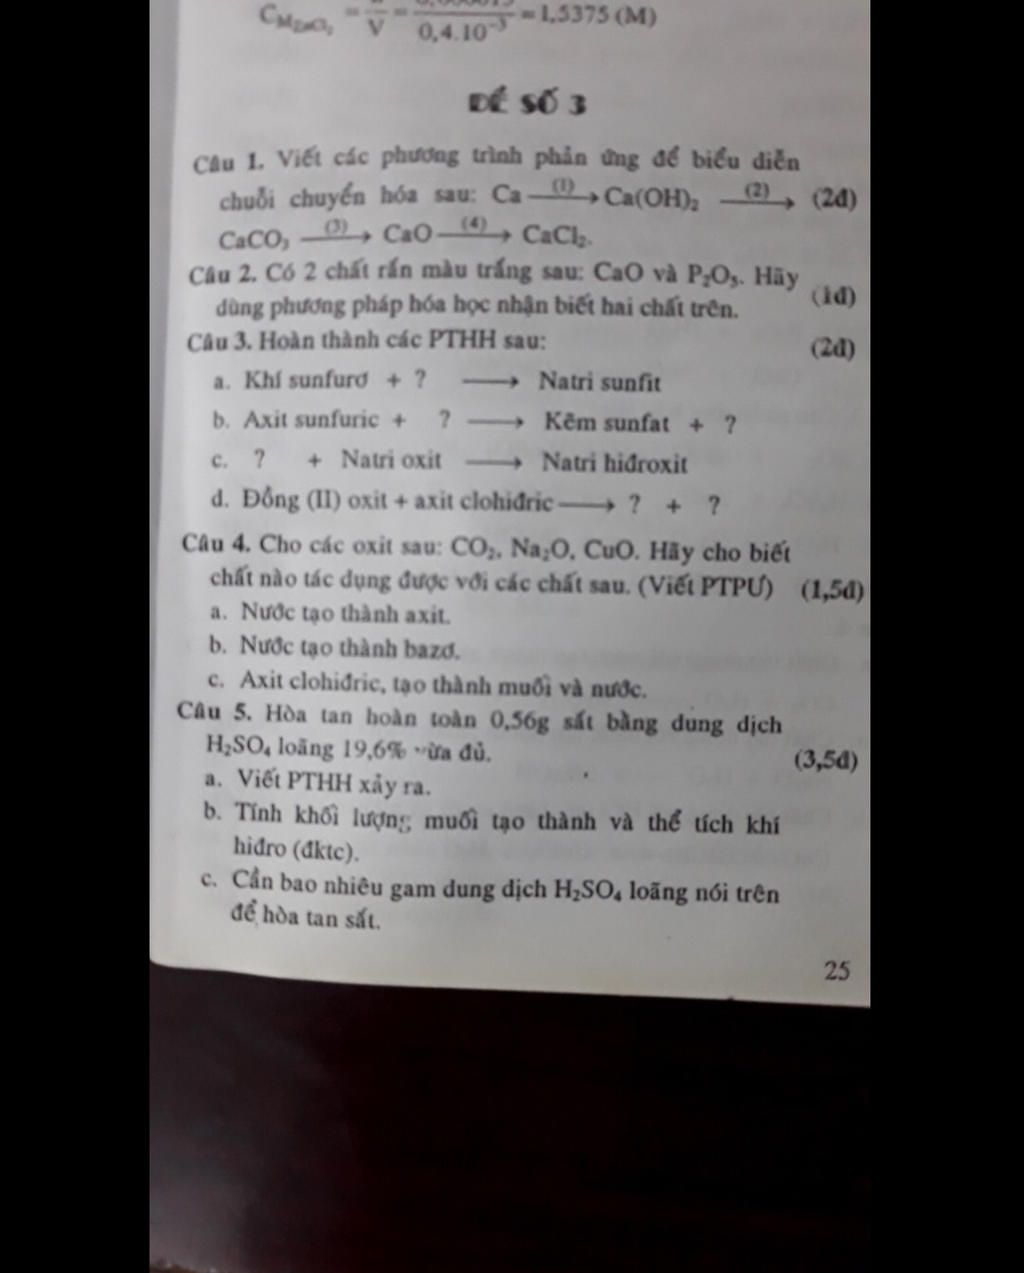 C_M ZnCl₂ = — / V = — / 0,4.10⁻³ = 1,5375 (M)
ĐỀ SỐ 3
Câu 1. Viết các phương trình phản ứng để biểu diễn
chuỗi chuyển hóa sau: Ca —(1)→ Ca(OH)₂ —(2)→ (2đ)
CaCO₃ —(3)→ CaO —(4)→ CaCl₂.
Câu 2. Có 2 chất rắn màu trắng sau: CaO và P₂O₅. Hãy
dùng phương pháp hóa học nhận biết hai chất trên. (1đ)
Câu 3. Hoàn thành các PTHH sau: (2đ)
a. Khí sunfurơ + ? ⟶ Natri sunfit
b. Axit sunfuric + ? ⟶ Kẽm sunfat + ?
c. ? + Natri oxit ⟶ Natri hiđroxit
d. Đồng (II) oxit + axit clohiđric ⟶ ? + ?
Câu 4. Cho các oxit sau: CO₂, Na₂O, CuO. Hãy cho biết
chất nào tác dụng được với các chất sau. (Viết PTPƯ) (1,5đ)
a. Nước tạo thành axit.
b. Nước tạo thành bazơ.
c. Axit clohiđric, tạo thành muối và nước.
Câu 5. Hòa tan hoàn toàn 0,56g sắt bằng dung dịch
H₂SO₄ loãng 19,6% vừa đủ. (3,5đ)
a. Viết PTHH xảy ra.
b. Tính khối lượng muối tạo thành và thể tích khí
hiđro (đktc).
c. Cần bao nhiêu gam dung dịch H₂SO₄ loãng nói trên
để hòa tan sắt.
25